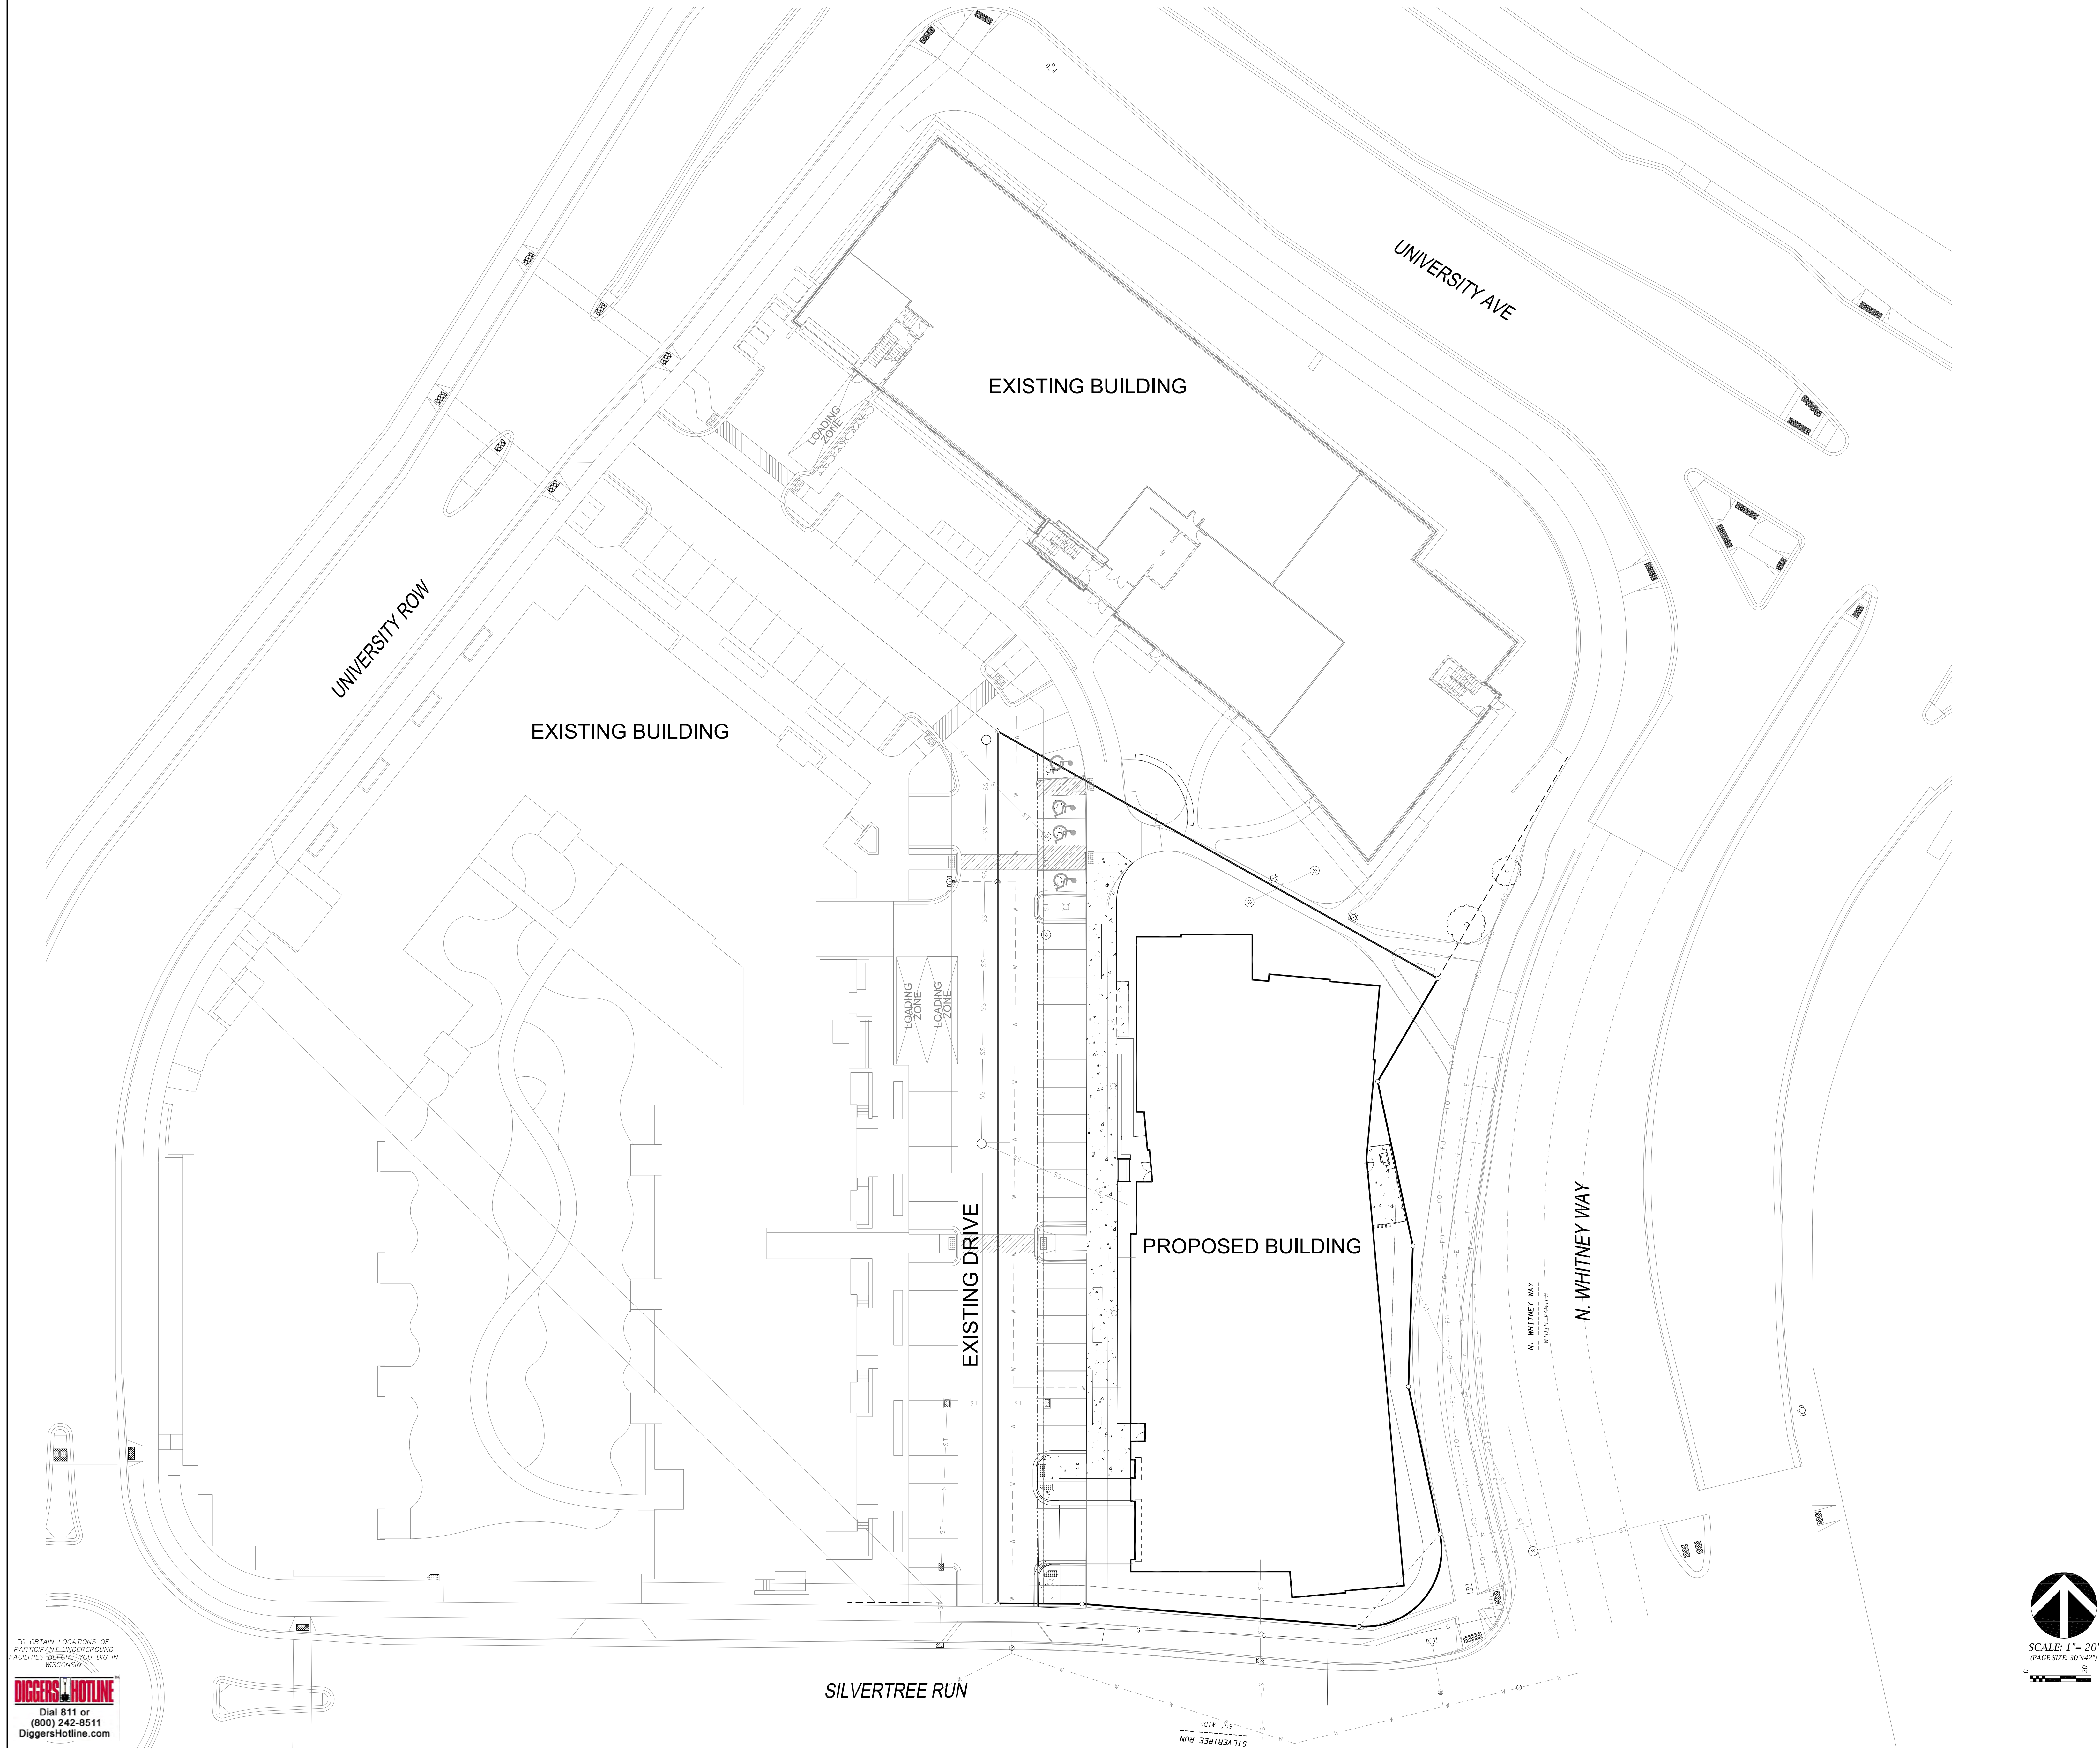 UNIVERSITY AVE
EXISTING BUILDING
LOADING
ZONE
UNIVERSITY ROW
EXISTING BUILDING
LOADING
ZONE
LOADING
ZONE
EXISTING DRIVE
PROPOSED BUILDING
N. WHITNEY WAY
WIDTH VARIES
N. WHITNEY WAY
SILVERTREE RUN
66' WIDE
SILVERTREE RUN
TO OBTAIN LOCATIONS OF
PARTICIPANT UNDERGROUND
FACILITIES BEFORE YOU DIG IN
WISCONSIN
DIGGERS HOTLINE
Dial 811 or
(800) 242-8511
DiggersHotline.com
SCALE: 1"= 20'
(PAGE SIZE: 30"x42")
0 20